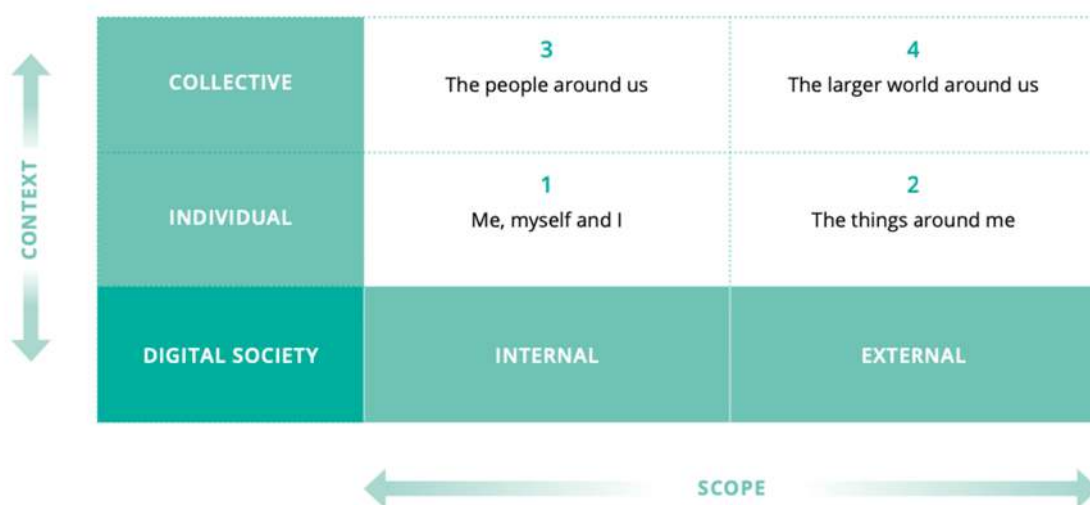 3
4
COLLECTIVE
The people around us
The larger world around us
CONTEXT
1
2
INDIVIDUAL
Me, myself and I
The things around me
DIGITAL SOCIETY
INTERNAL
EXTERNAL
SCOPE